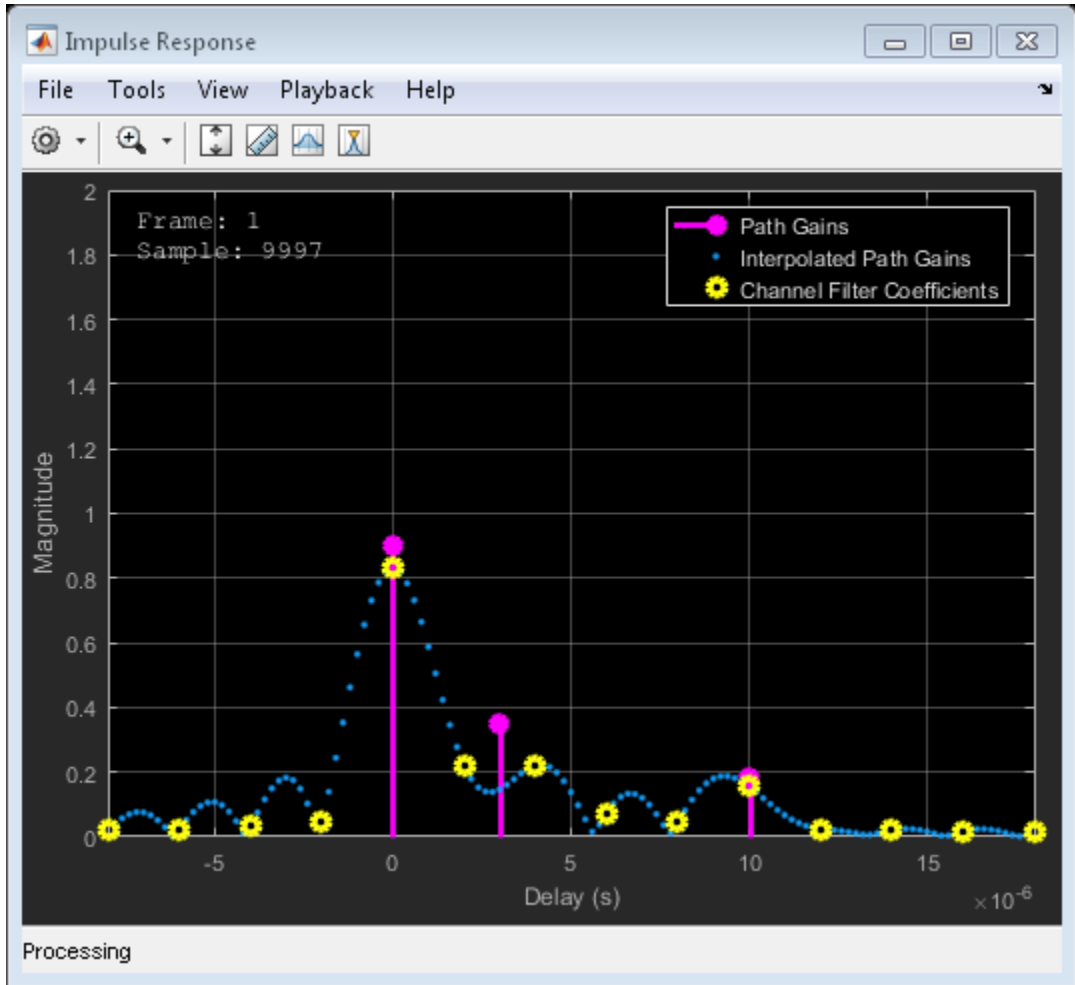 Impulse Response
File Tools View Playback Help
Frame: 1
Sample: 9997
Path Gains
Interpolated Path Gains
Channel Filter Coefficients
2
1.8
1.6
1.4
1.2
1
0.8
0.6
0.4
0.2
0
Magnitude
-5 0 5 10 15
Delay (s)
×10-6
Processing